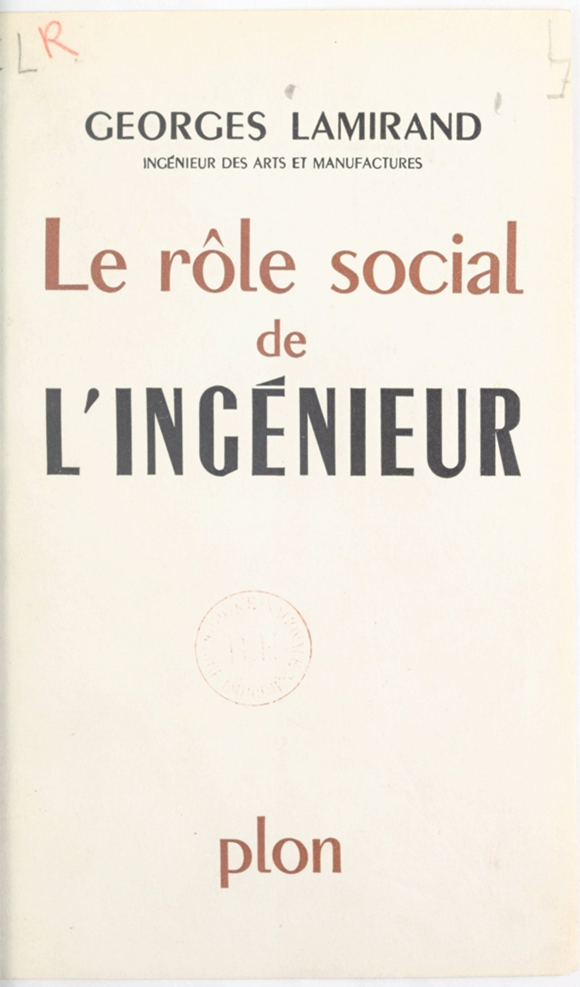 LR
GEORGES LAMIRAND
INGÉNIEUR DES ARTS ET MANUFACTURES
Le rôle social
de
L'INGÉNIEUR
plon